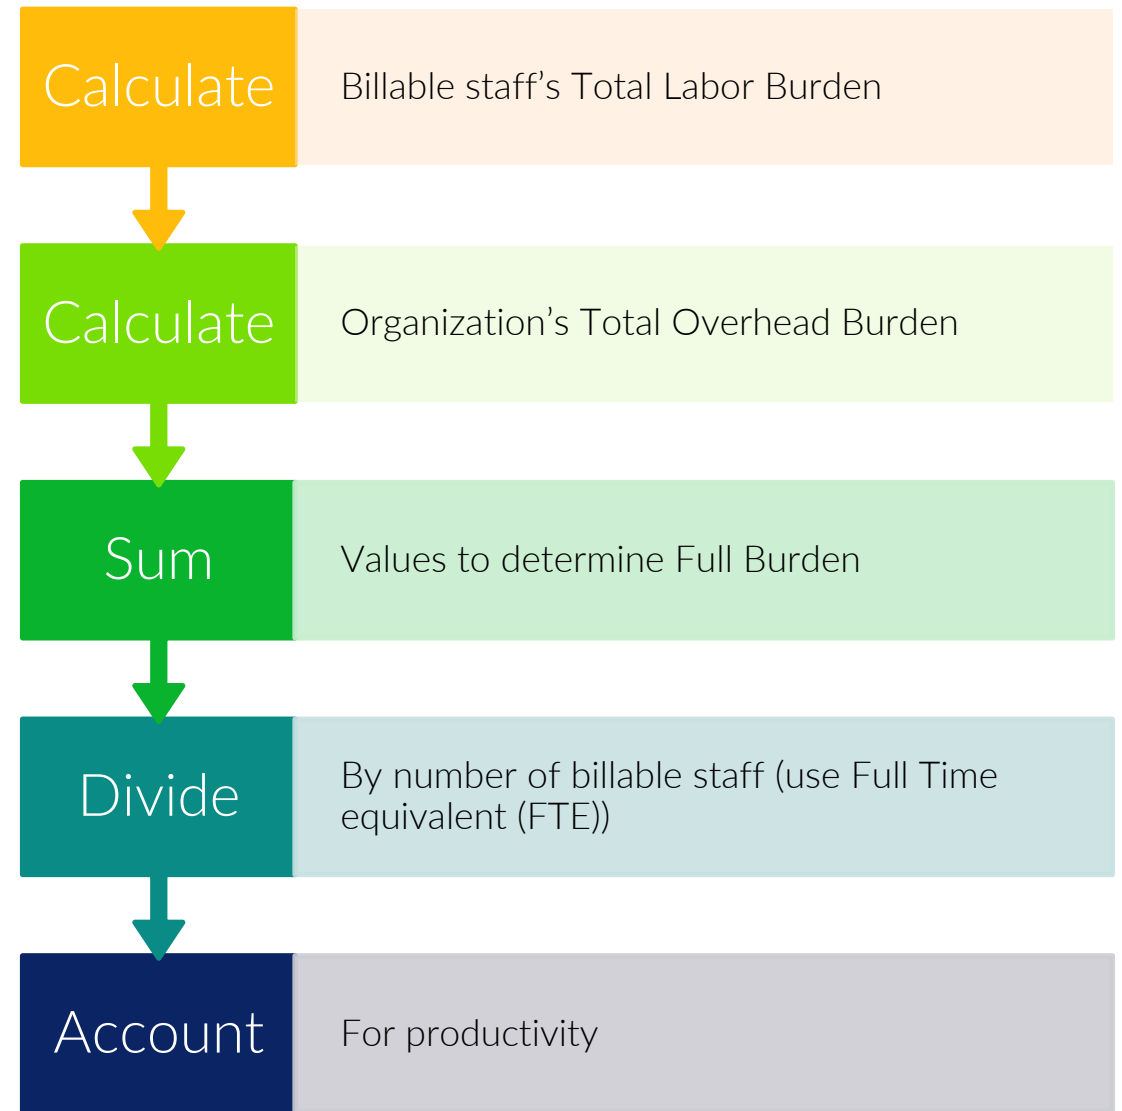 Calculate
Billable staff’s Total Labor Burden
Calculate
Organization’s Total Overhead Burden
Sum
Values to determine Full Burden
Divide
By number of billable staff (use Full Time
equivalent (FTE))
Account
For productivity